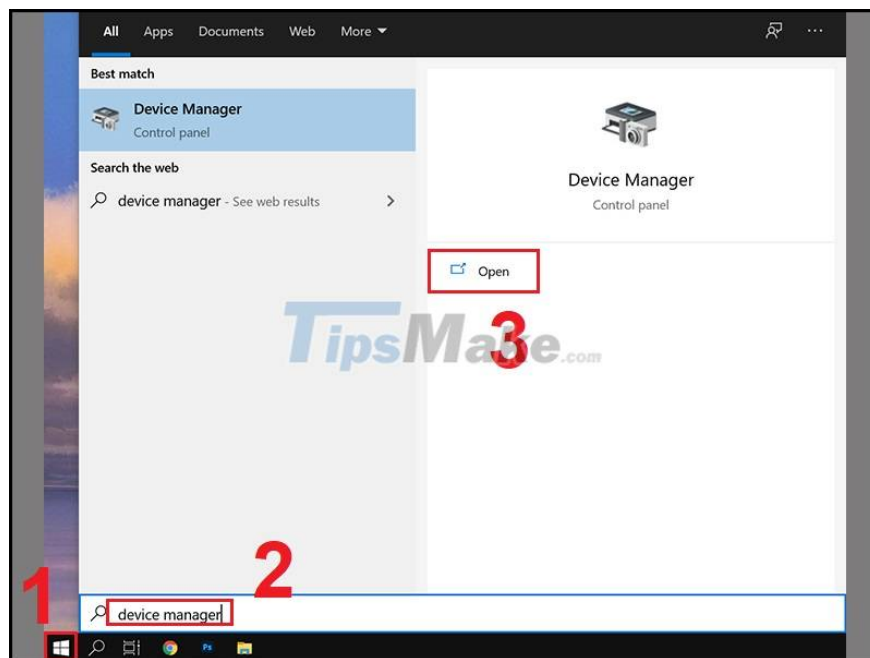 All Apps Documents Web More
Best match
Device Manager
Control panel
Search the web
device manager - See web results
Device Manager
Control panel
Open
TipsMake.com
3
2
1
device manager
Ps